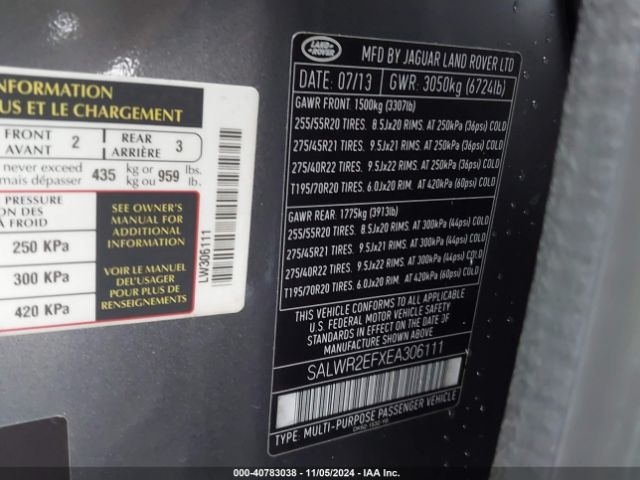 INFORMATION
US ET LE CHARGEMENT
FRONT
AVANT
2
REAR
ARRIÈRE
3
never exceed
mais dépasser
435
kg or
kg ou
959
lbs.
lb.
PRESSURE
ON DES
À FROID
250 KPa
300 KPa
420 KPa
SEE OWNER'S
MANUAL FOR
ADDITIONAL
INFORMATION
VOIR LE MANUEL
DEL'USAGER
POUR PLUS DE
RENSEIGNEMENTS
LW306111
LAND ROVER
MFD BY JAGUAR LAND ROVER LTD
DATE: 07/13
GWR: 3050kg (6724lb)
GAWR FRONT: 1500kg (3307lb)
255/55R20 TIRES. 8.5Jx20 RIMS. AT 250kPa (36psi) COLD
275/45R21 TIRES. 9.5Jx21 RIMS. AT 250kPa (36psi) COLD
275/40R22 TIRES. 9.5Jx22 RIMS. AT 250kPa (36psi) COLD
T195/70R20 TIRES. 6.0Jx20 RIM. AT 420kPa (60psi) COLD
GAWR REAR: 1775kg (3913lb)
255/55R20 TIRES. 8.5Jx20 RIMS. AT 300kPa (44psi) COLD
275/45R21 TIRES. 9.5Jx21 RIMS. AT 300kPa (44psi) COLD
275/40R22 TIRES. 9.5Jx22 RIMS. AT 300kPa (44psi) COLD
T195/70R20 TIRES. 6.0Jx20 RIM. AT 420kPa (60psi) COLD
THIS VEHICLE CONFORMS TO ALL APPLICABLE
U.S. FEDERAL MOTOR VEHICLE SAFETY
STANDARDS IN EFFECT ON THE DATE OF
MANUFACTURE SHOWN ABOVE
SALWR2EFXEA306111
TYPE: MULTI-PURPOSE PASSENGER VEHICLE
000-40783038 - 11/05/2024 - IAA Inc.